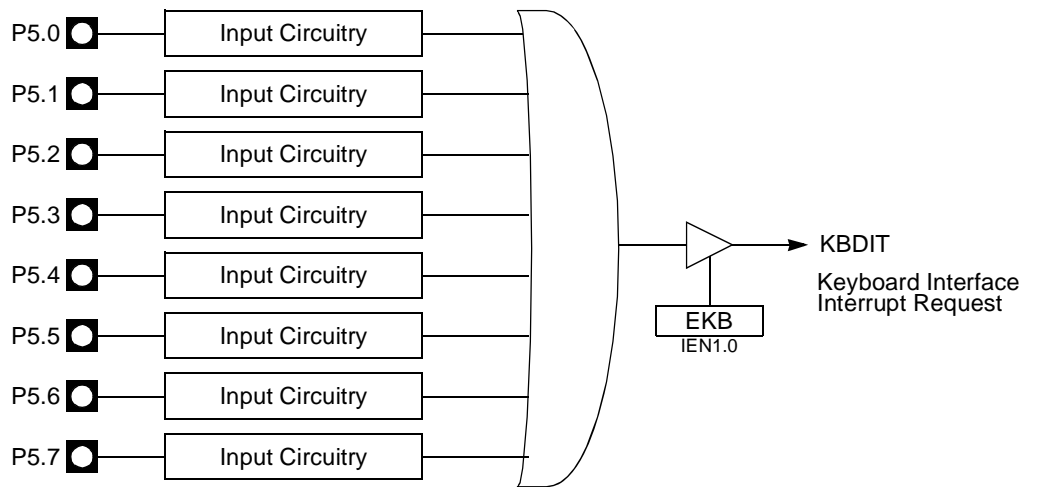 P5.0 Input Circuitry
P5.1 Input Circuitry
P5.2 Input Circuitry
P5.3 Input Circuitry
P5.4 Input Circuitry
P5.5 Input Circuitry
P5.6 Input Circuitry
P5.7 Input Circuitry
KBDIT
Keyboard Interface
Interrupt Request
EKB
IEN1.0